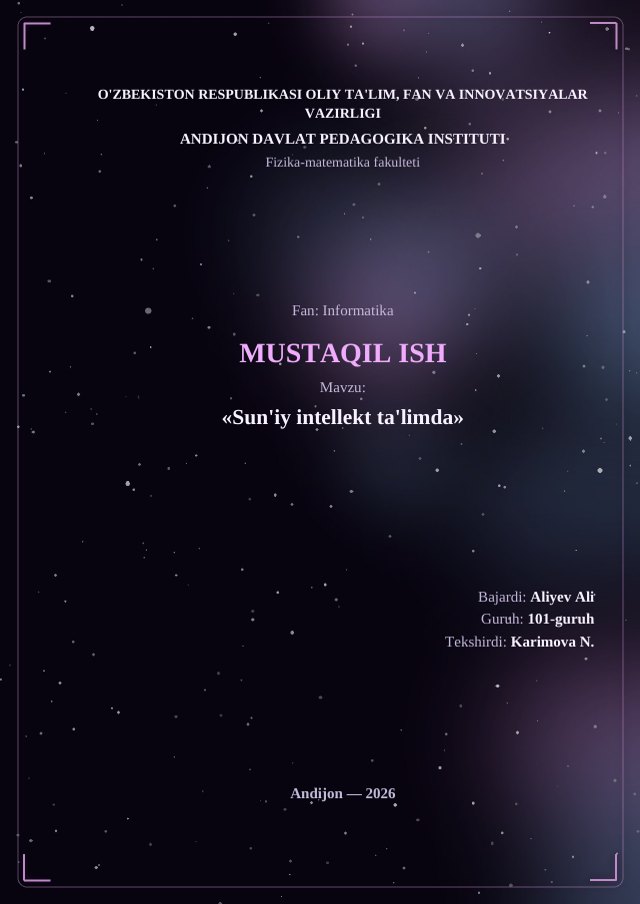 O'ZBEKISTON RESPUBLIKASI OLIY TA'LIM, FAN VA INNOVATSIYALAR
VAZIRLIGI
ANDIJON DAVLAT PEDAGOGIKA INSTITUTI
Fizika-matematika fakulteti
Fan: Informatika
MUSTAQIL ISH
Mavzu:
«Sun'iy intellekt ta'limda»
Bajardi: Aliyev Ali
Guruh: 101-guruh
Tekshirdi: Karimova N.
Andijon — 2026